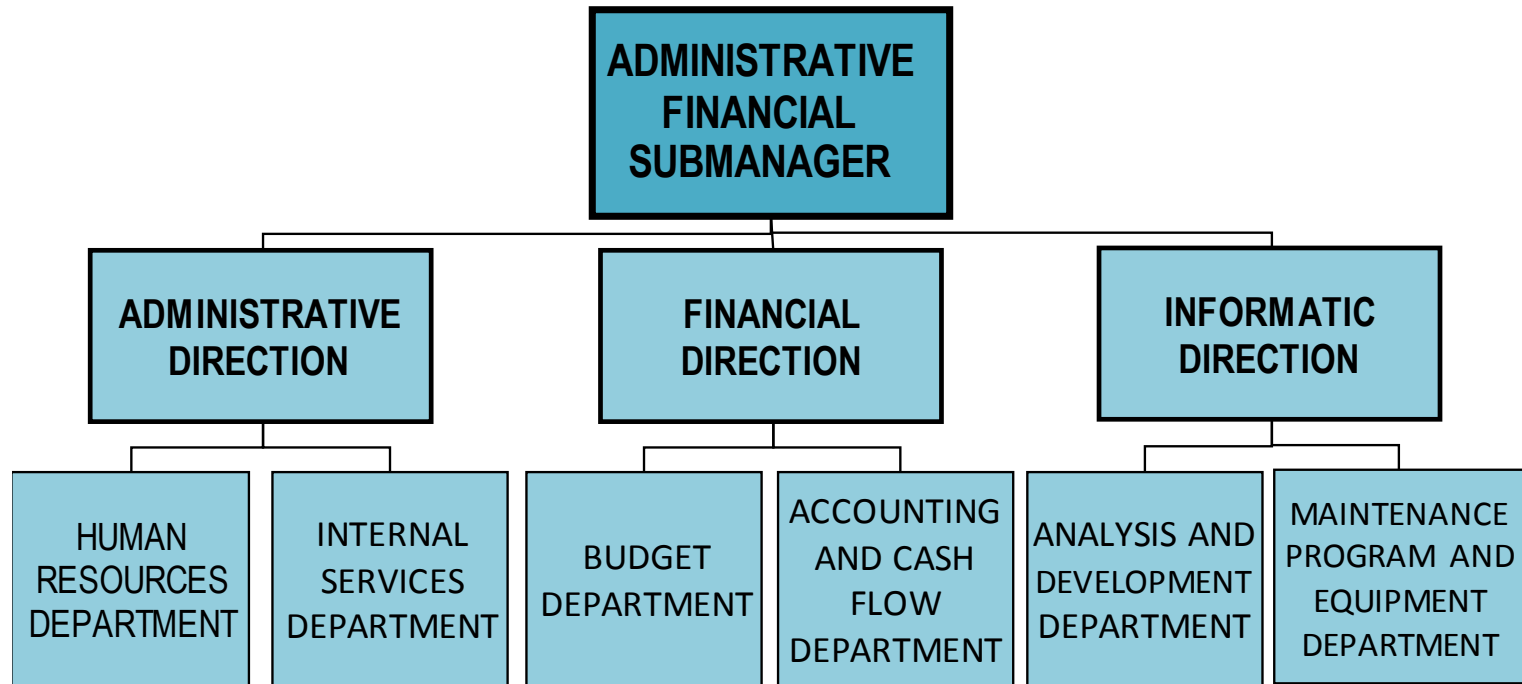 ADMINISTRATIVE
FINANCIAL
SUBMANAGER
ADMINISTRATIVE
DIRECTION
FINANCIAL
DIRECTION
INFORMATIC
DIRECTION
HUMAN
RESOURCES
DEPARTMENT
INTERNAL
SERVICES
DEPARTMENT
BUDGET
DEPARTMENT
ACCOUNTING
AND CASH
FLOW
DEPARTMENT
ANALYSIS AND
DEVELOPMENT
DEPARTMENT
MAINTENANCE
PROGRAM AND
EQUIPMENT
DEPARTMENT